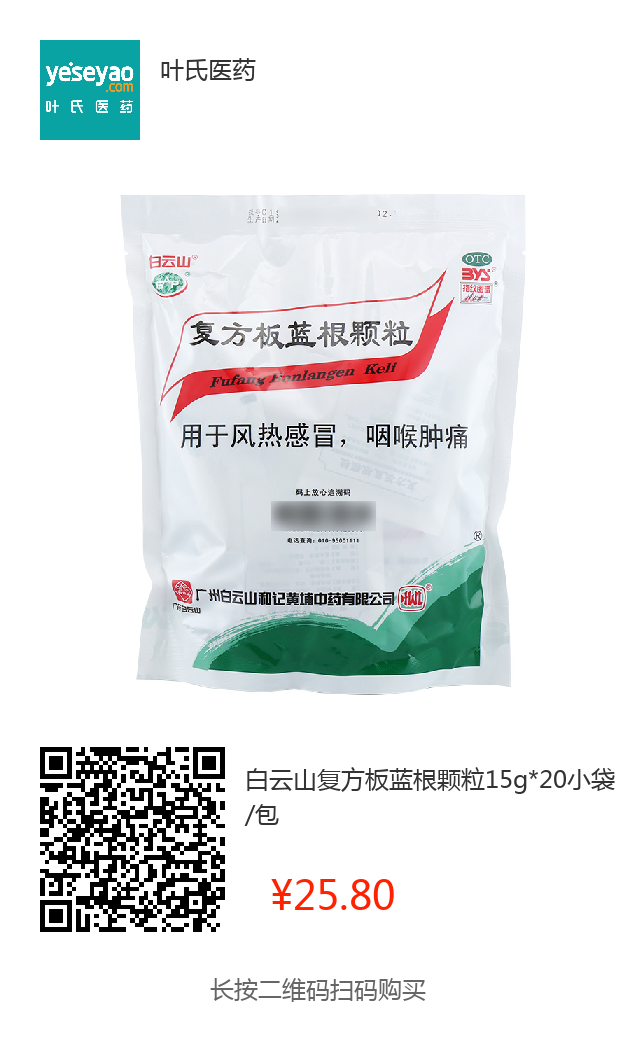 yeseyao
.com
叶氏医药
叶氏医药
白云山®
OTC
BYS
复方板蓝根颗粒
Fufang Banlangen Keli
用于风热感冒，咽喉肿痛
码上放心追溯码
广州白云山和记黄埔中药有限公司
白云山复方板蓝根颗粒15g*20小袋
/包
¥25.80
长按二维码扫码购买